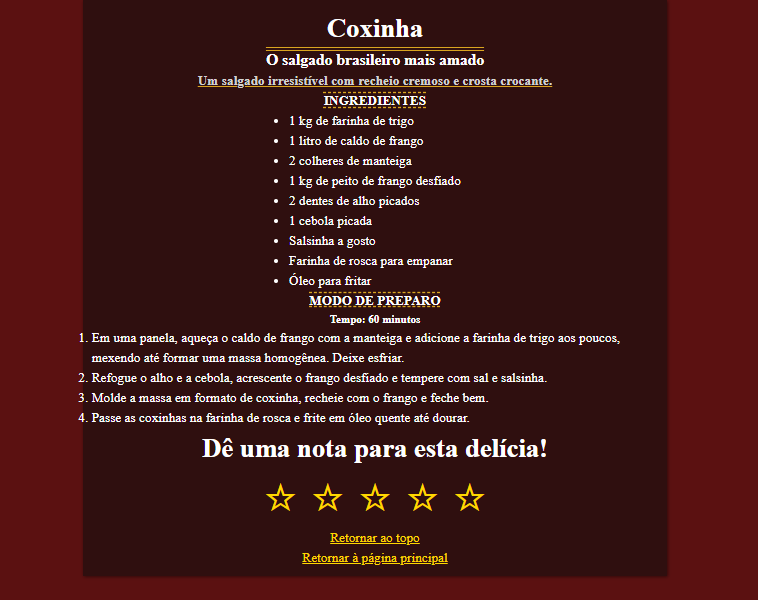 Coxinha
O salgado brasileiro mais amado
Um salgado irresistível com recheio cremoso e crosta crocante.
INGREDIENTES
• 1 kg de farinha de trigo
• 1 litro de caldo de frango
• 2 colheres de manteiga
• 1 kg de peito de frango desfiado
• 2 dentes de alho picados
• 1 cebola picada
• Salsinha a gosto
• Farinha de rosca para empanar
• Óleo para fritar
MODO DE PREPARO
Tempo: 60 minutos
1. Em uma panela, aqueça o caldo de frango com a manteiga e adicione a farinha de trigo aos poucos,
mexendo até formar uma massa homogênea. Deixe esfriar.
2. Refogue o alho e a cebola, acrescente o frango desfiado e tempere com sal e salsinha.
3. Molde a massa em formato de coxinha, recheie com o frango e feche bem.
4. Passe as coxinhas na farinha de rosca e frite em óleo quente até dourar.
Dê uma nota para esta delícia!
☆ ☆ ☆ ☆ ☆
Retornar ao topo
Retornar à página principal